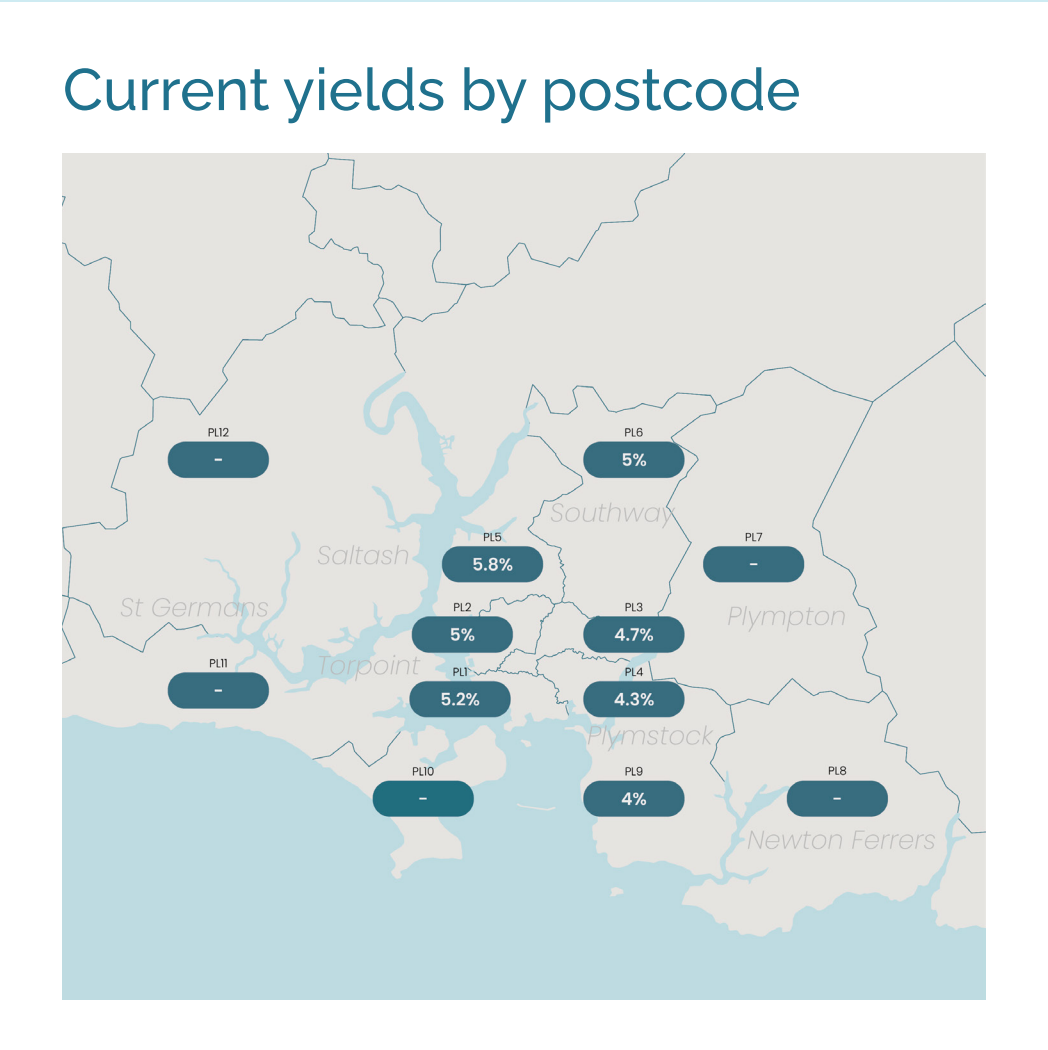 Current yields by postcode
PL12
-
PL6
5%
Southway
PL5
5.8%
PL7
-
Saltash
St Germans
PL2
5%
PL3
4.7%
Plympton
PL11
-
Torpoint
PL1
5.2%
PL4
4.3%
Plymstock
PL10
-
PL9
4%
PL8
-
Newton Ferrers